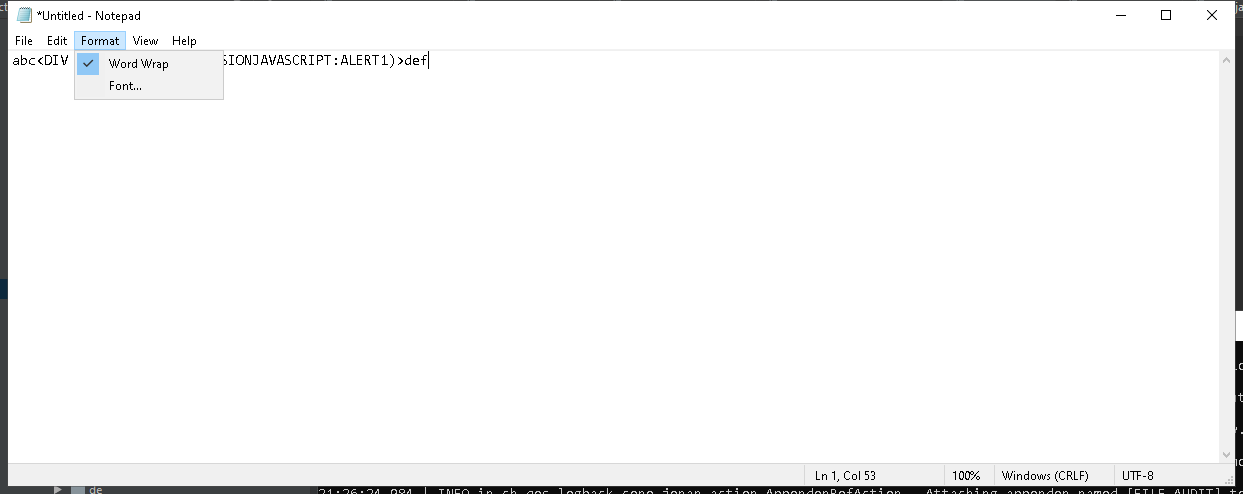 *Untitled - Notepad
File Edit Format View Help
abc<DIV SIONJAVASCRIPT:ALERT1)>def
Word Wrap
Font...
Ln 1, Col 53 100% Windows (CRLF) UTF-8
de
21:26:24,984 | INFO in ch.qos.logback.core.joran.action.AppenderRefAction - Attaching appender named [FILE_AUDIT] t